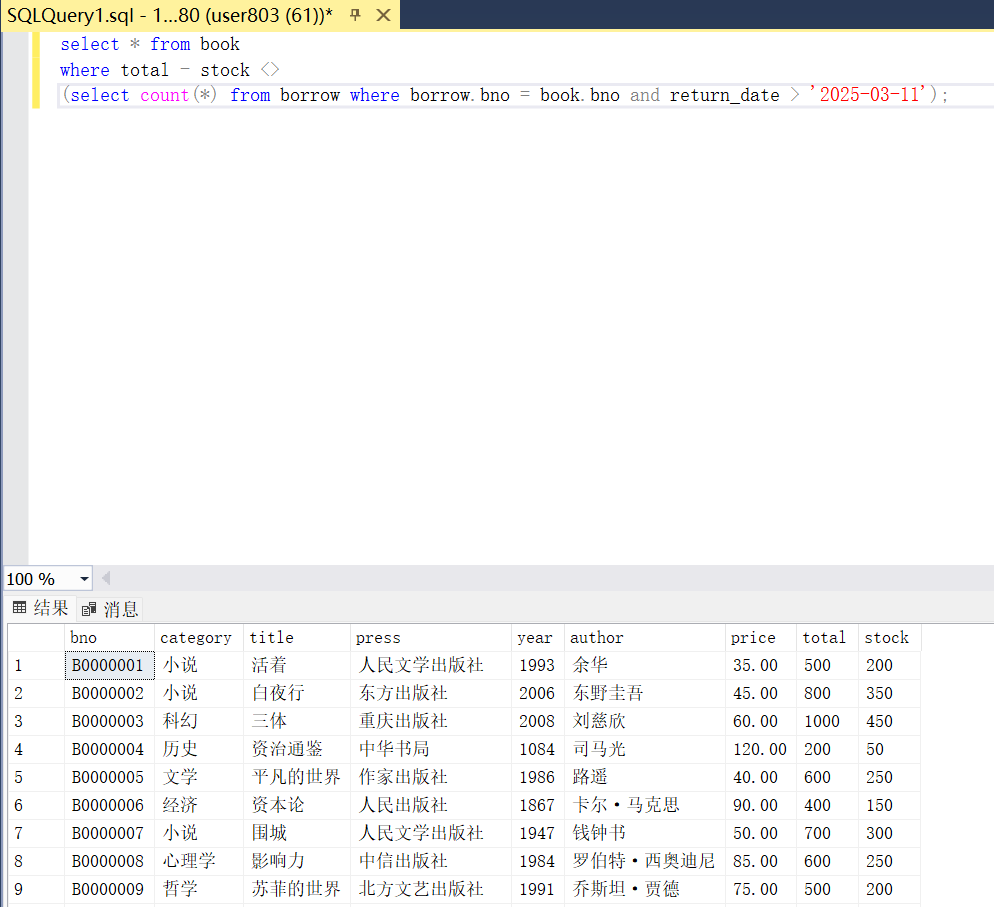 SQLQuery1.sql - 1...80 (user803 (61))*
select * from book
where total - stock <>
(select count(*) from borrow where borrow.bno = book.bno and return_date > '2025-03-11');
100 %
结果 消息
bno category title press year author price total stock
1 B0000001 小说 活着 人民文学出版社 1993 余华 35.00 500 200
2 B0000002 小说 白夜行 东方出版社 2006 东野圭吾 45.00 800 350
3 B0000003 科幻 三体 重庆出版社 2008 刘慈欣 60.00 1000 450
4 B0000004 历史 资治通鉴 中华书局 1084 司马光 120.00 200 50
5 B0000005 文学 平凡的世界 作家出版社 1986 路遥 40.00 600 250
6 B0000006 经济 资本论 人民出版社 1867 卡尔·马克思 90.00 400 150
7 B0000007 小说 围城 人民文学出版社 1947 钱钟书 50.00 700 300
8 B0000008 心理学 影响力 中信出版社 1984 罗伯特·西奥迪尼 85.00 600 250
9 B0000009 哲学 苏菲的世界 北方文艺出版社 1991 乔斯坦·贾德 75.00 500 200